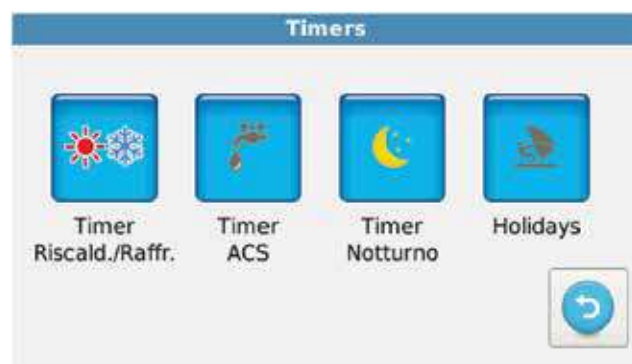 Timers
Timer
Riscald./Raffr.
Timer
ACS
Timer
Notturno
Holidays